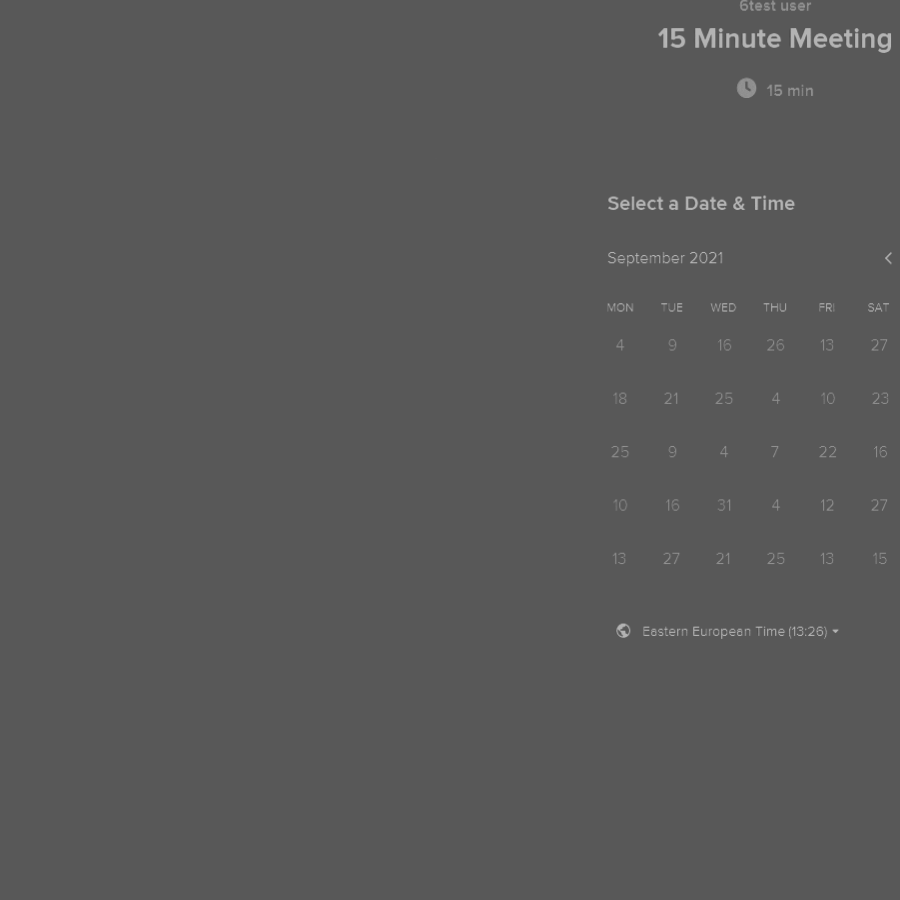 6test user
15 Minute Meeting
15 min
Select a Date & Time
September 2021
MON TUE WED THU FRI SAT
4 9 16 26 13 27
18 21 25 4 10 23
25 9 4 7 22 16
10 16 31 4 12 27
13 27 21 25 13 15
Eastern European Time (13:26)